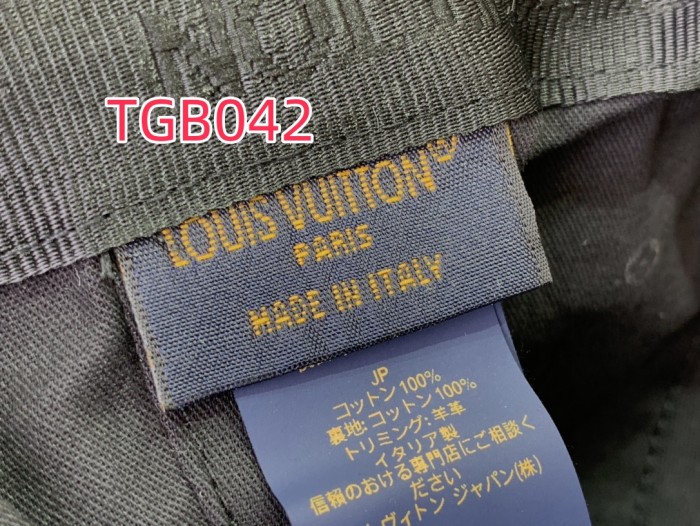 TGB042
LOUIS VUITTON®
PARIS
MADE IN ITALY
JP
コットン100%
裏地:コットン100%
トリミング:羊革
イタリア製
信頼のおける専門店にご相談く
ださい
ヴィトン ジャパン(株)